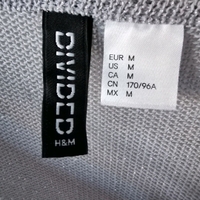 DIVIDED
H&M
EUR M
US M
CA M
CN 170/96A
MX M